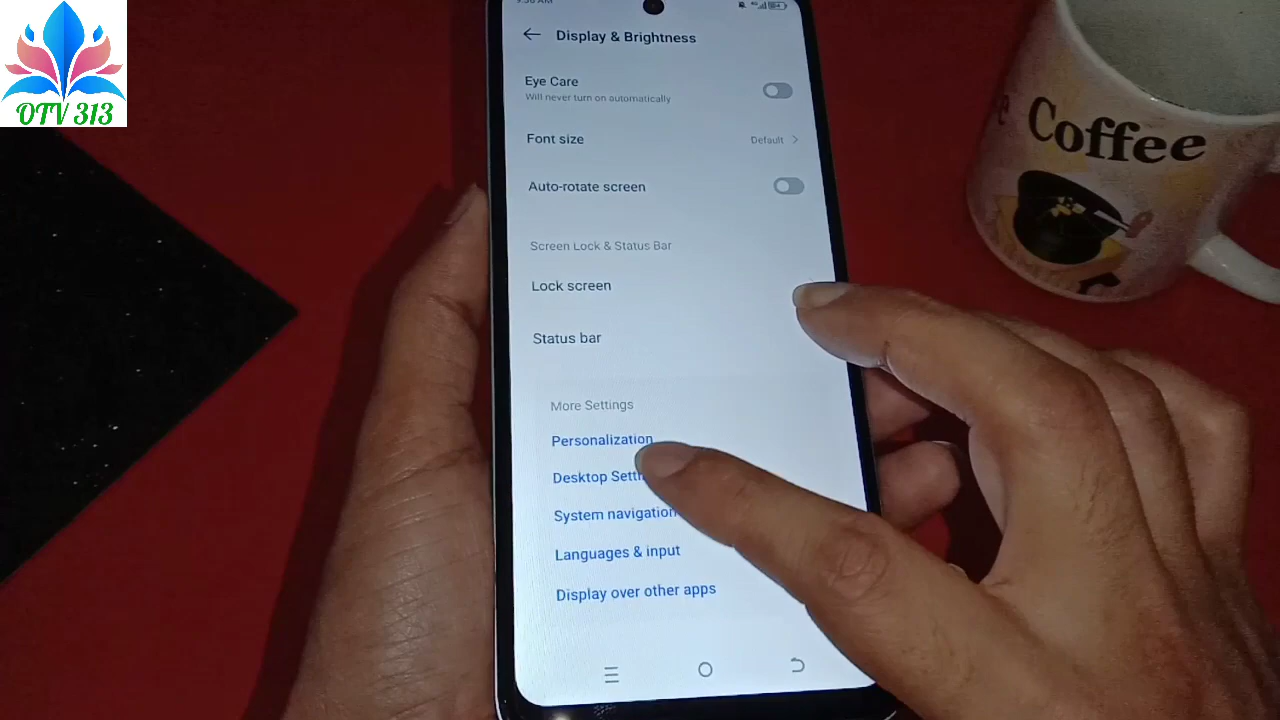 OTV 313
Display & Brightness
Eye Care
Will never turn on automatically
Font size
Default
Auto-rotate screen
Screen Lock & Status Bar
Lock screen
Status bar
More Settings
Personalization
Desktop
System navigation
Languages & input
Display over other apps
Coffee